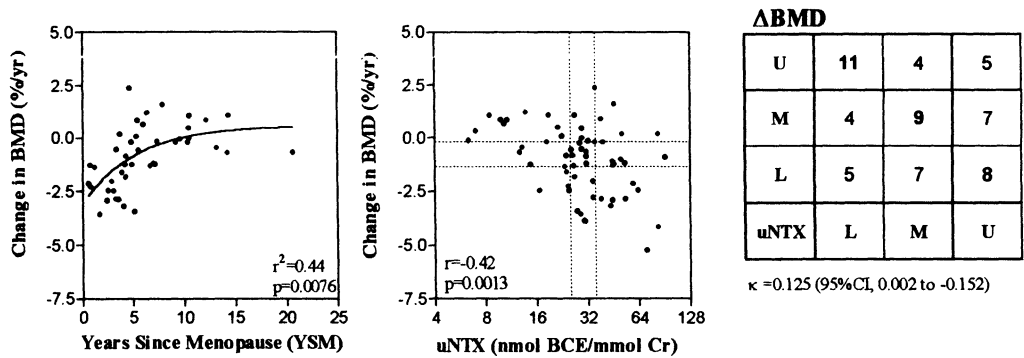 Change in BMD (%/yr)
5.0
2.5
0.0
-2.5
-5.0
-7.5
r²=0.44
p=0.0076
0 5 10 15 20 25
Years Since Menopause (YSM)
Change in BMD (%/yr)
5.0
2.5
0.0
-2.5
-5.0
-7.5
r=-0.42
p=0.0013
4 8 16 32 64 128
uNTX (nmol BCE/mmol Cr)
ΔBMD
U 11 4 5
M 4 9 7
L 5 7 8
uNTX L M U
κ =0.125 (95%CI, 0.002 to -0.152)